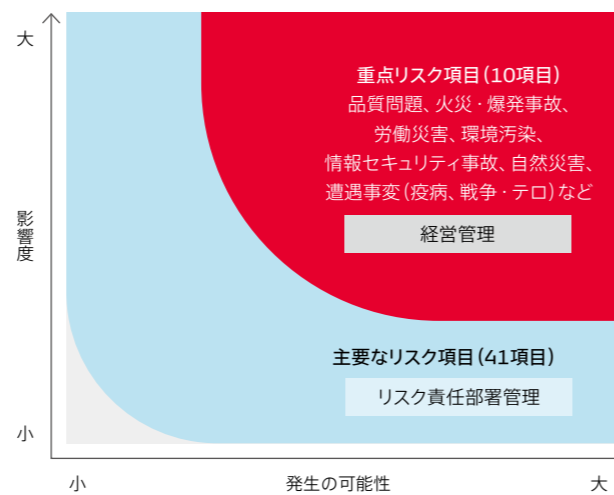 大
影響度
小
重点リスク項目（10項目）
品質問題、火災・爆発事故、
労働災害、環境汚染、
情報セキュリティ事故、自然災害、
遭遇事変（疫病、戦争・テロ）など
経営管理
主要なリスク項目（41項目）
リスク責任部署管理
小
発生の可能性
大